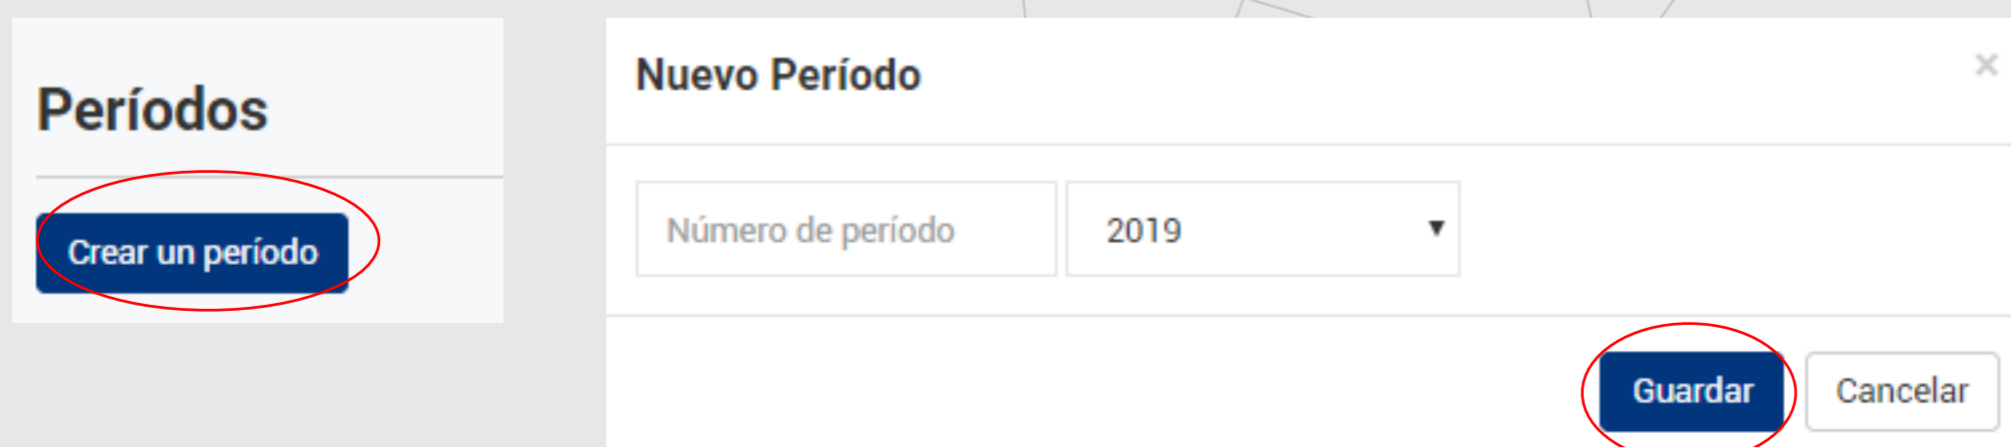 Períodos
Crear un período
Nuevo Período
×
Número de período
2019
Guardar
Cancelar